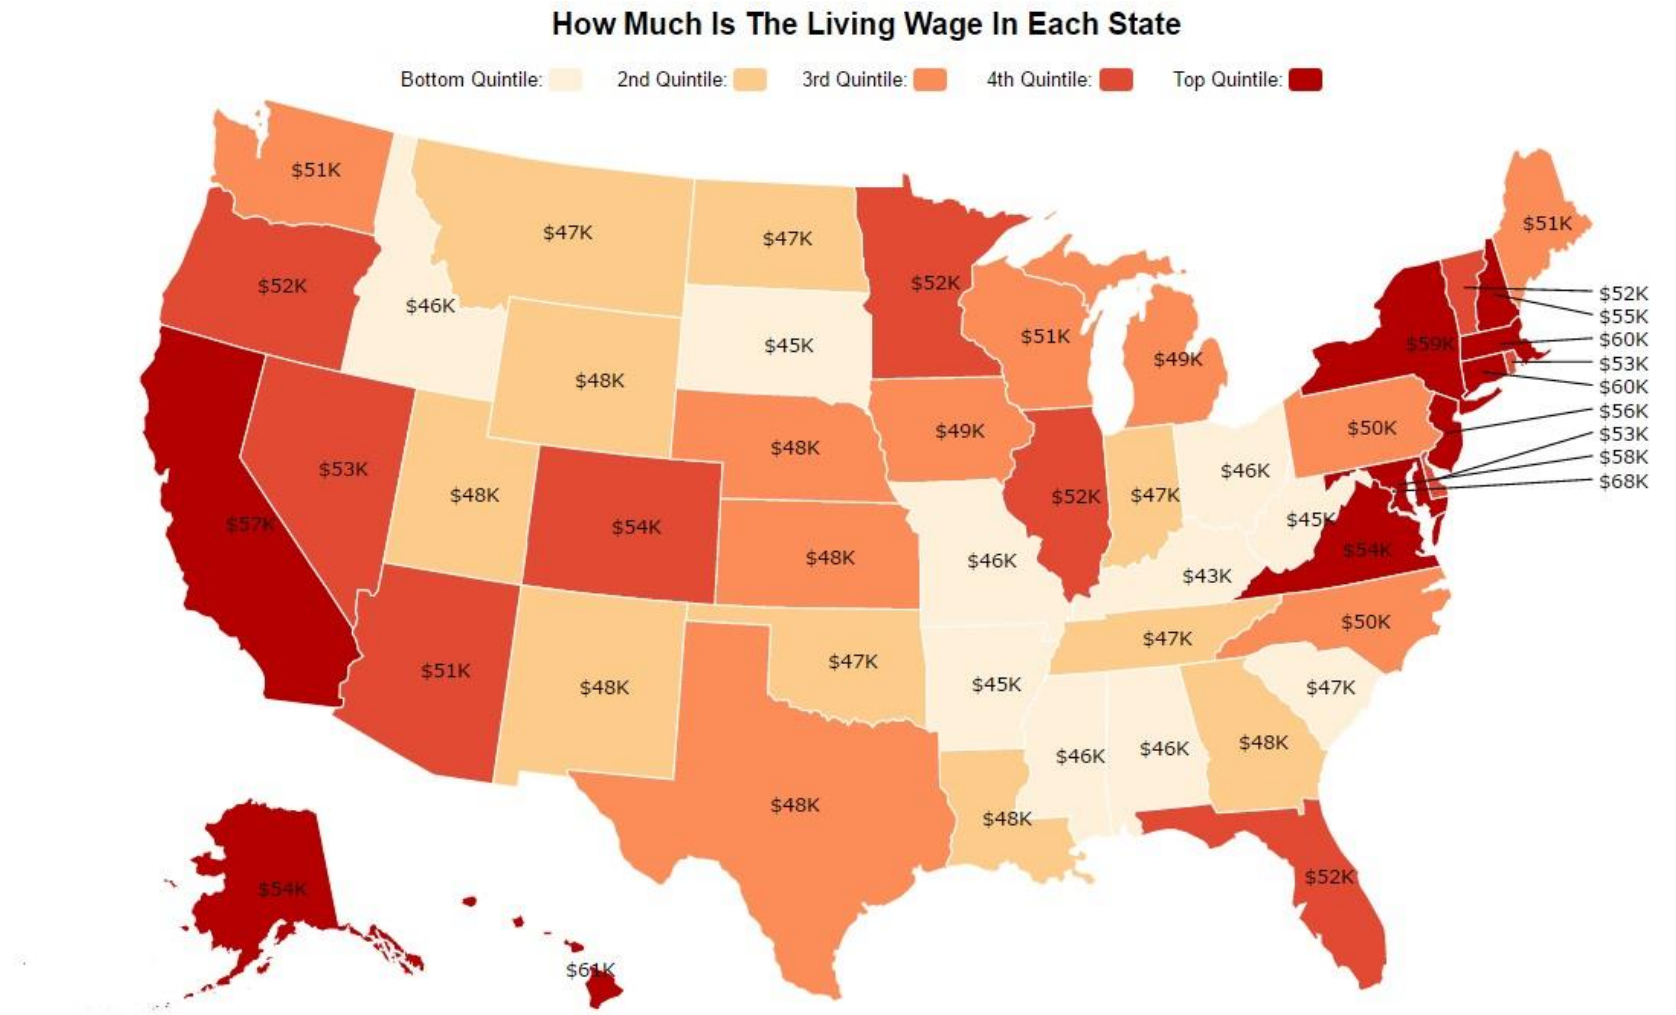 How Much Is The Living Wage In Each State
Bottom Quintile: 2nd Quintile: 3rd Quintile: 4th Quintile: Top Quintile:
$51K
$47K
$47K
$52K
$51K
$52K
$46K
$52K
$55K
$45K
$51K
$59K
$60K
$49K
$53K
$48K
$60K
$56K
$48K
$49K
$50K
$53K
$53K
$48K
$46K
$58K
$68K
$57K
$54K
$52K
$47K
$45K
$48K
$46K
$54K
$43K
$50K
$51K
$48K
$47K
$47K
$45K
$47K
$46K
$46K
$48K
$48K
$48K
$52K
$54K
$61K